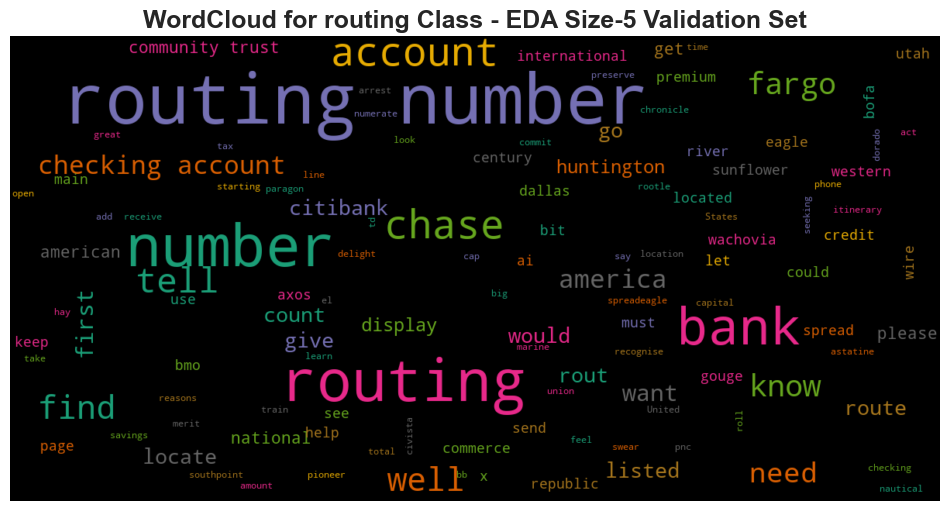 WordCloud for routing Class - EDA Size-5 Validation Set
community trust account international get time utah
routing number arrest preserve premium fargo bofa
numerate chronicle
great tax look commit go river eagle dorado act
checking account century huntington sunflower western
main starting line paragon dallas rootle located phone
open citibank bit seeking itinerary
add receive td chase States wachovia credit
american number delight cap ai say location let wire
tell america could
first use axos el big spreadeagle capital
hay count display would must bank spread please
keep give marine recognise astatine
take bmo learn rout gouge know
routing union want
find reasons train see United route
merit civista send roll
page savings national help feel swear pnc
locate total commerce checking
southpoint pioneer well bb x listed need
amount republic nautical